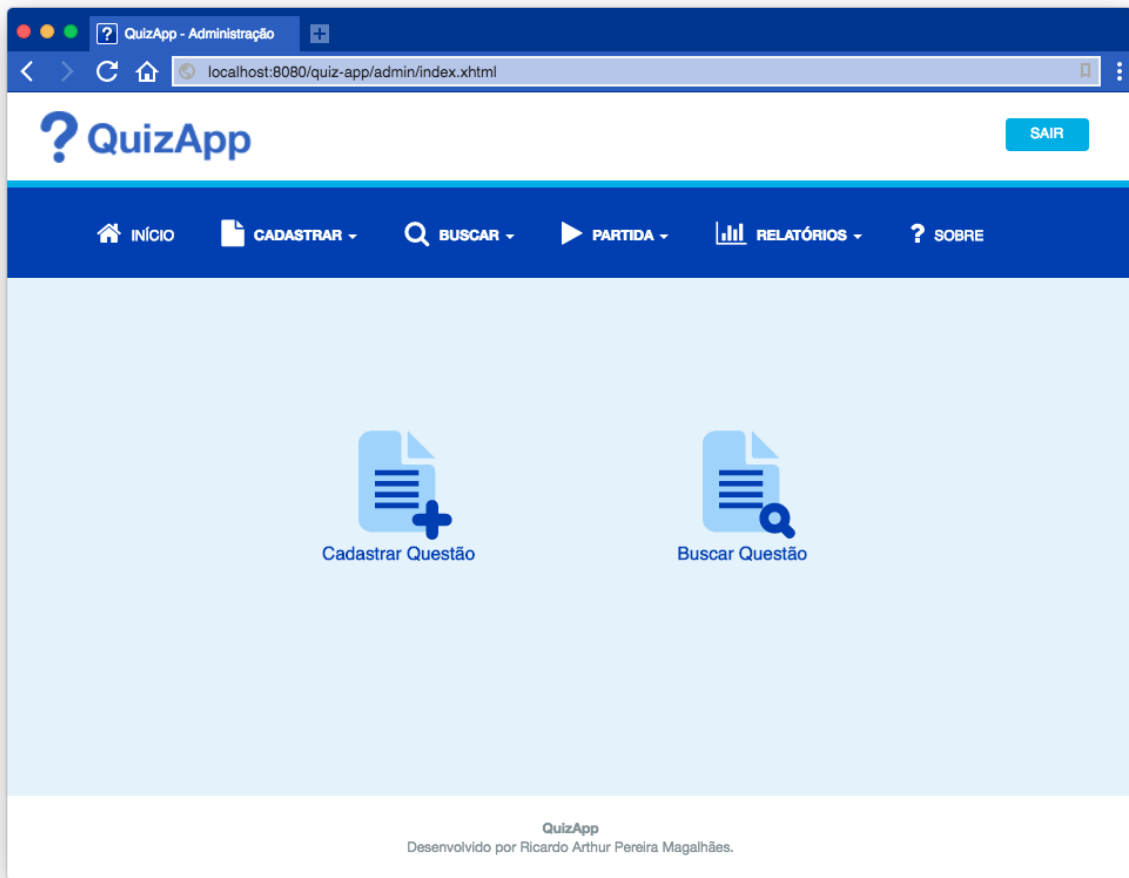 QuizApp - Administração
localhost:8080/quiz-app/admin/index.xhtml
? QuizApp
SAIR
INÍCIO CADASTRAR BUSCAR PARTIDA RELATÓRIOS ? SOBRE
Cadastrar Questão Buscar Questão
QuizApp
Desenvolvido por Ricardo Arthur Pereira Magalhães.